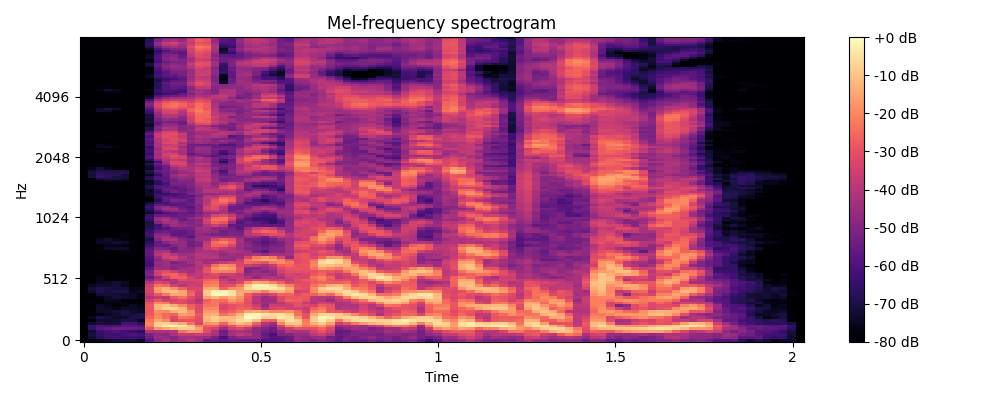 Mel-frequency spectrogram
Hz
4096
2048
1024
512
0
0
0.5
1
1.5
2
Time
+0 dB
-10 dB
-20 dB
-30 dB
-40 dB
-50 dB
-60 dB
-70 dB
-80 dB